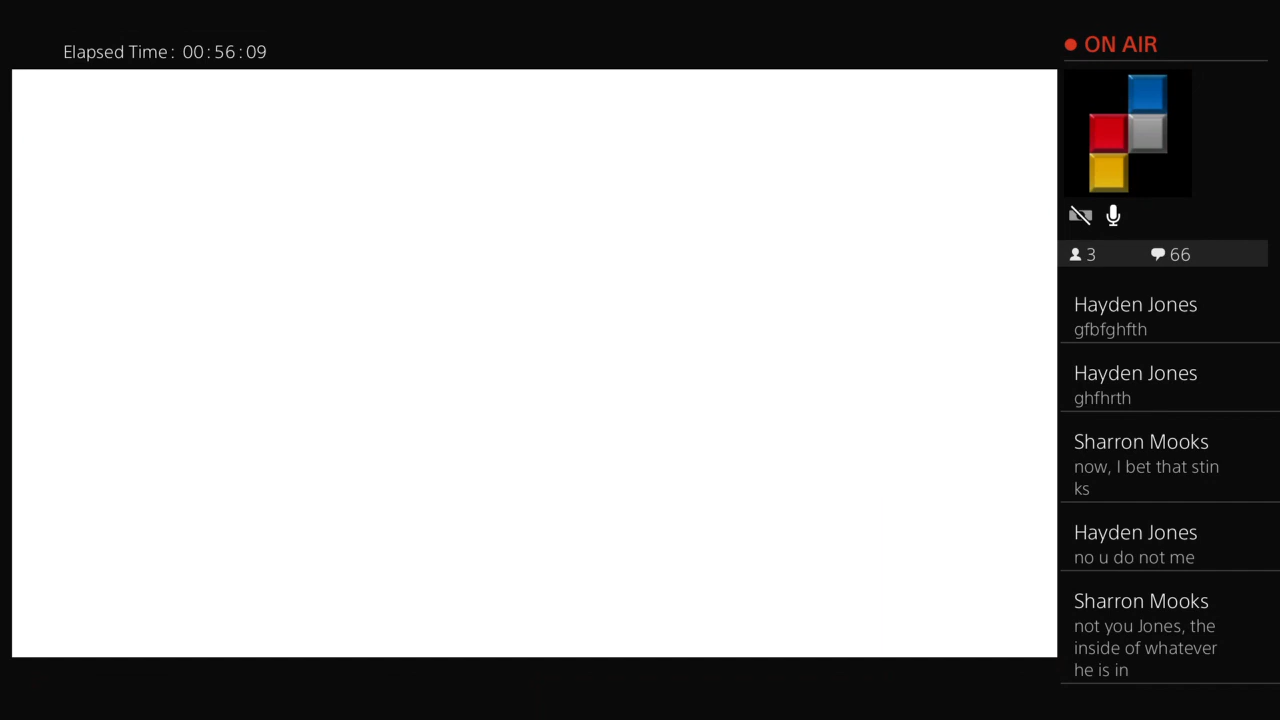 Elapsed Time: 00:56:09
ON AIR
3 66
Hayden Jones
gfbfghfth
Hayden Jones
ghfhrth
Sharron Mooks
now, I bet that stin
ks
Hayden Jones
no u do not me
Sharron Mooks
not you Jones, the
inside of whatever
he is in